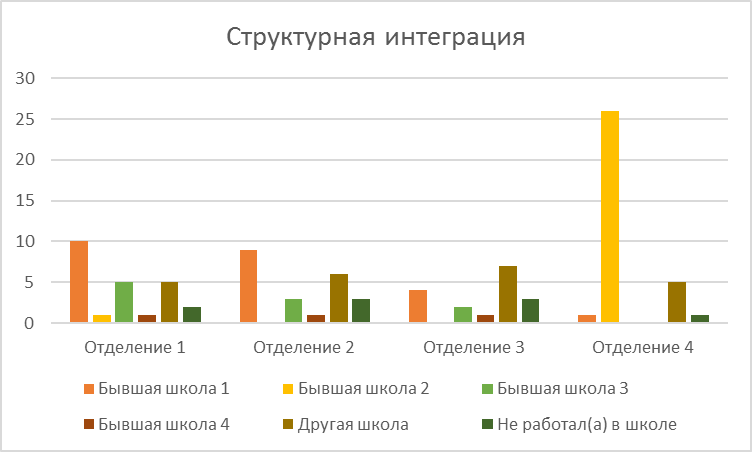 Структурная интеграция
30
25
20
15
10
5
0
Отделение 1 Отделение 2 Отделение 3 Отделение 4
Бывшая школа 1 Бывшая школа 2 Бывшая школа 3
Бывшая школа 4 Другая школа Не работал(а) в школе